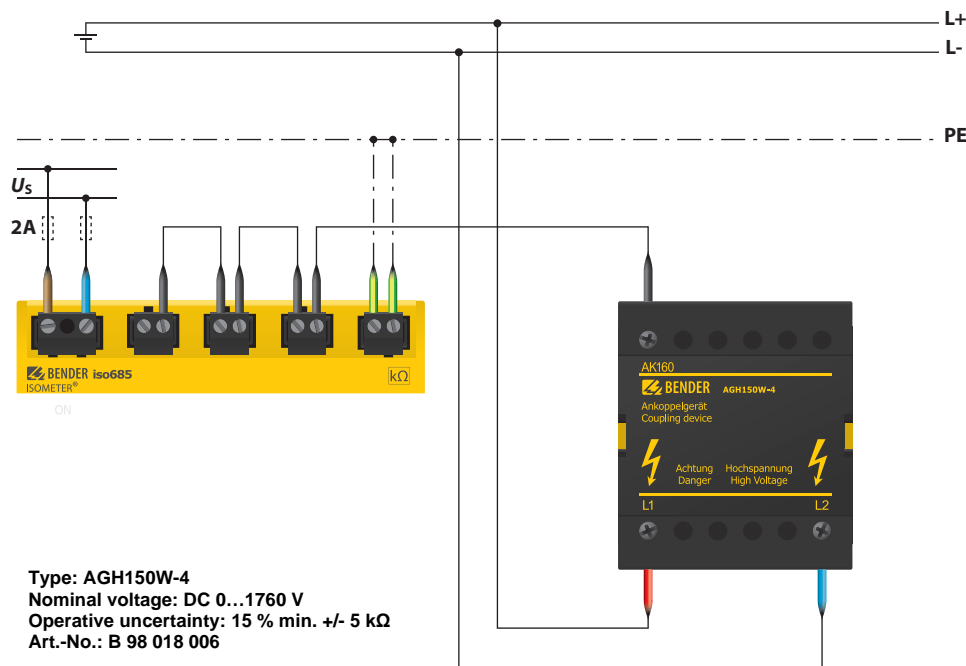 L+
L-
PE
US
2A
BENDER iso685
ISOMETER®
kΩ
ON
AK160
BENDER AGH150W-4
Ankoppelgerät
Coupling device
Achtung Hochspannung
Danger High Voltage
L1 L2
Type: AGH150W-4
Nominal voltage: DC 0…1760 V
Operative uncertainty: 15 % min. +/- 5 kΩ
Art.-No.: B 98 018 006